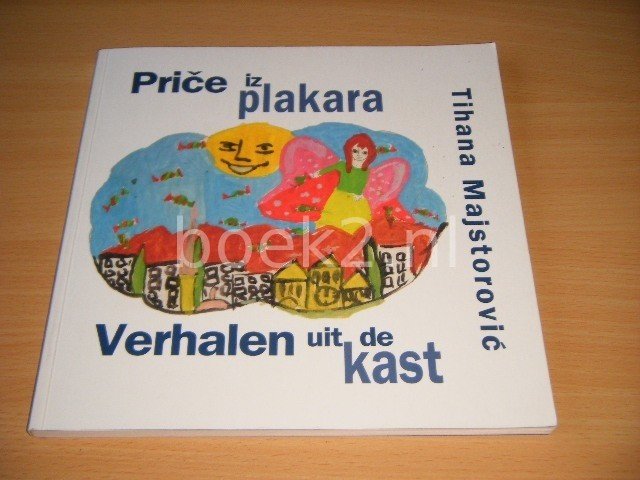 Priče iz
plakara
Tihana Majstorović
boek2.nl
Verhalen uit de
kast